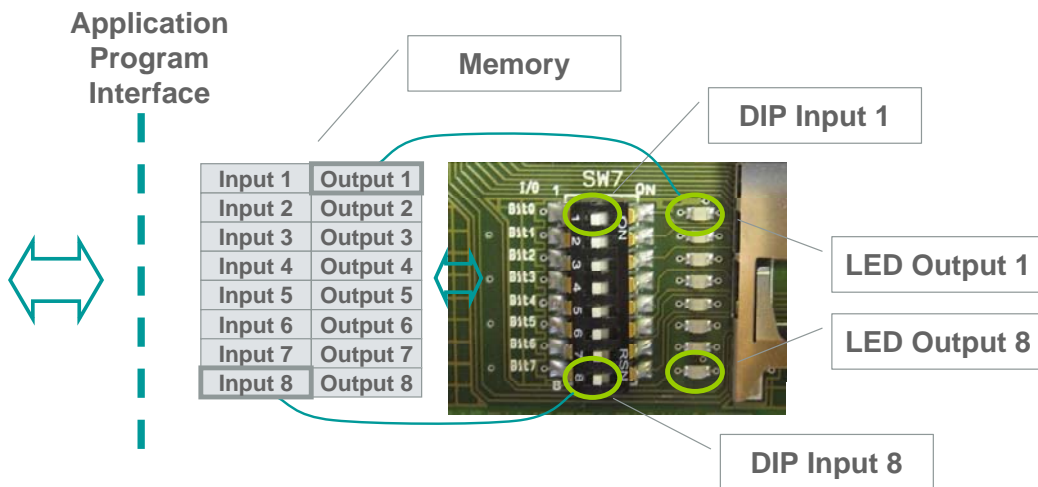 Application
Program
Interface
Memory
DIP Input 1
Input 1 Output 1
Input 2 Output 2
Input 3 Output 3
Input 4 Output 4
Input 5 Output 5
Input 6 Output 6
Input 7 Output 7
Input 8 Output 8
I/O 1 SW7 ON
Bit0 1 ON
Bit1 2
Bit2 3
Bit3 4
Bit4 5
Bit5 6
Bit6 7 RSN
Bit7 8
8
LED Output 1
LED Output 8
DIP Input 8